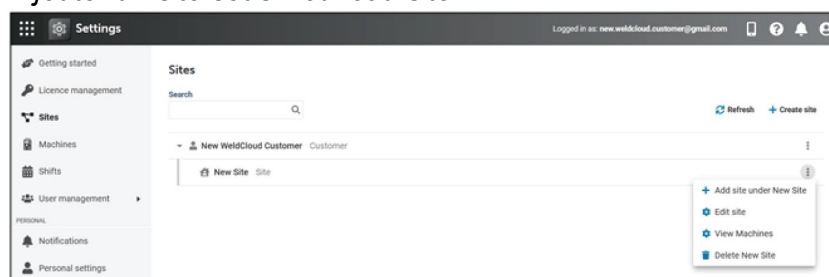 Settings
Logged in as: new.weldcloud.customer@gmail.com
Getting started
Licence management
Sites
Machines
Shifts
User management
PERSONAL
Notifications
Personal settings
Sites
Search
Refresh
+ Create site
New WeldCloud Customer Customer
New Site Site
+ Add site under New Site
Edit site
View Machines
Delete New Site